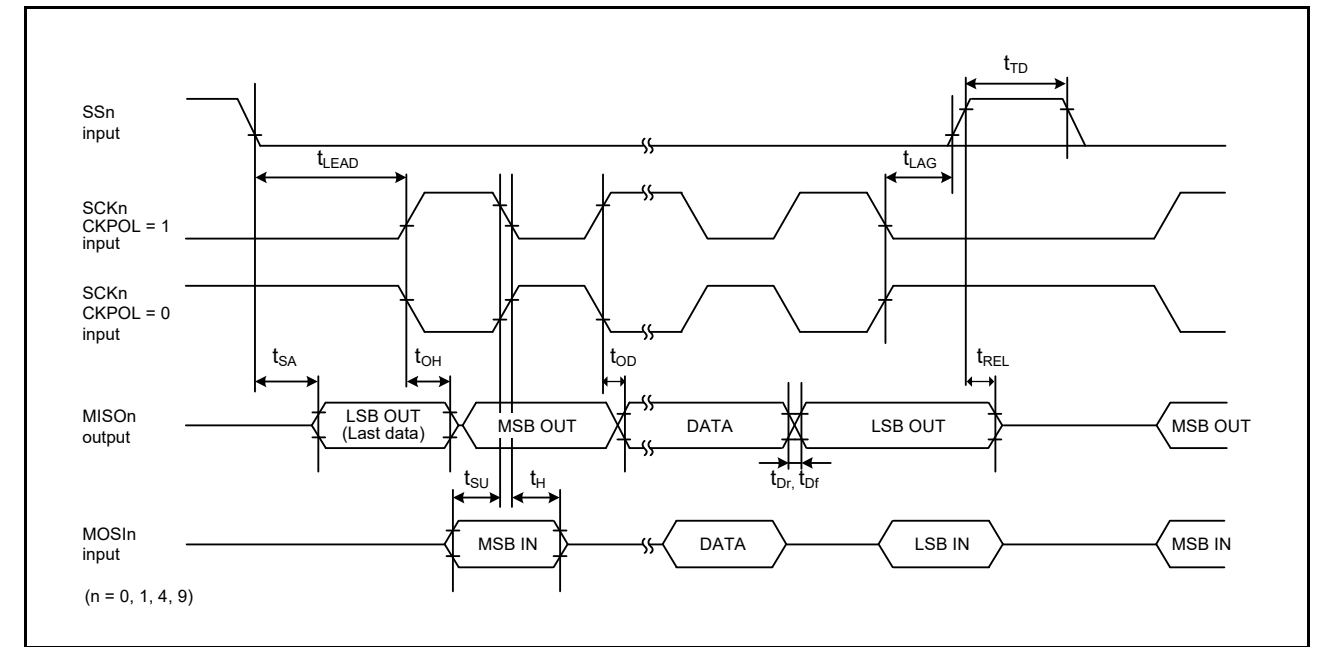 tTD
SSn
input
tLEAD
tLAG
SCKn
CKPOL = 1
input
SCKn
CKPOL = 0
input
tSA
tOH
tOD
tREL
MISOn
output
LSB OUT
(Last data)
MSB OUT
DATA
LSB OUT
MSB OUT
tSU
tH
tDr, tDf
MOSIn
input
MSB IN
DATA
LSB IN
MSB IN
(n = 0, 1, 4, 9)